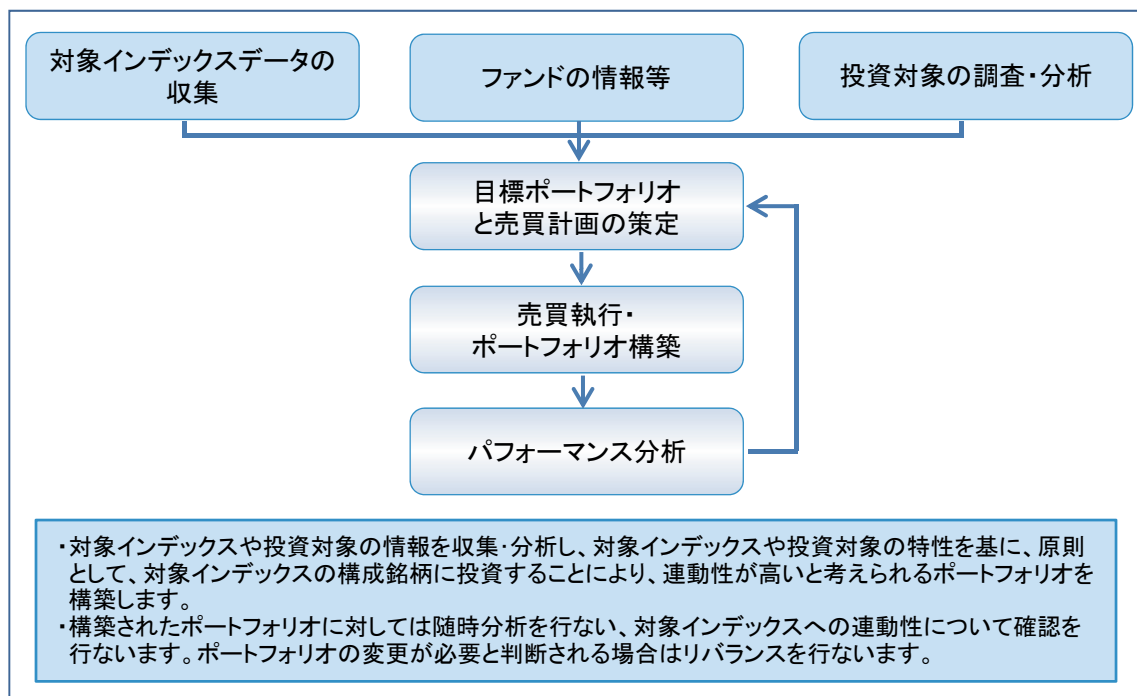 対象インデックスデータの
収集
ファンドの情報等
投資対象の調査・分析
目標ポートフォリオ
と売買計画の策定
売買執行・
ポートフォリオ構築
パフォーマンス分析
・対象インデックスや投資対象の情報を収集・分析し、対象インデックスや投資対象の特性を基に、原則
として、対象インデックスの構成銘柄に投資することにより、連動性が高いと考えられるポートフォリオを
構築します。
・構築されたポートフォリオに対しては随時分析を行ない、対象インデックスへの連動性について確認を
行ないます。ポートフォリオの変更が必要と判断される場合はリバランスを行ないます。